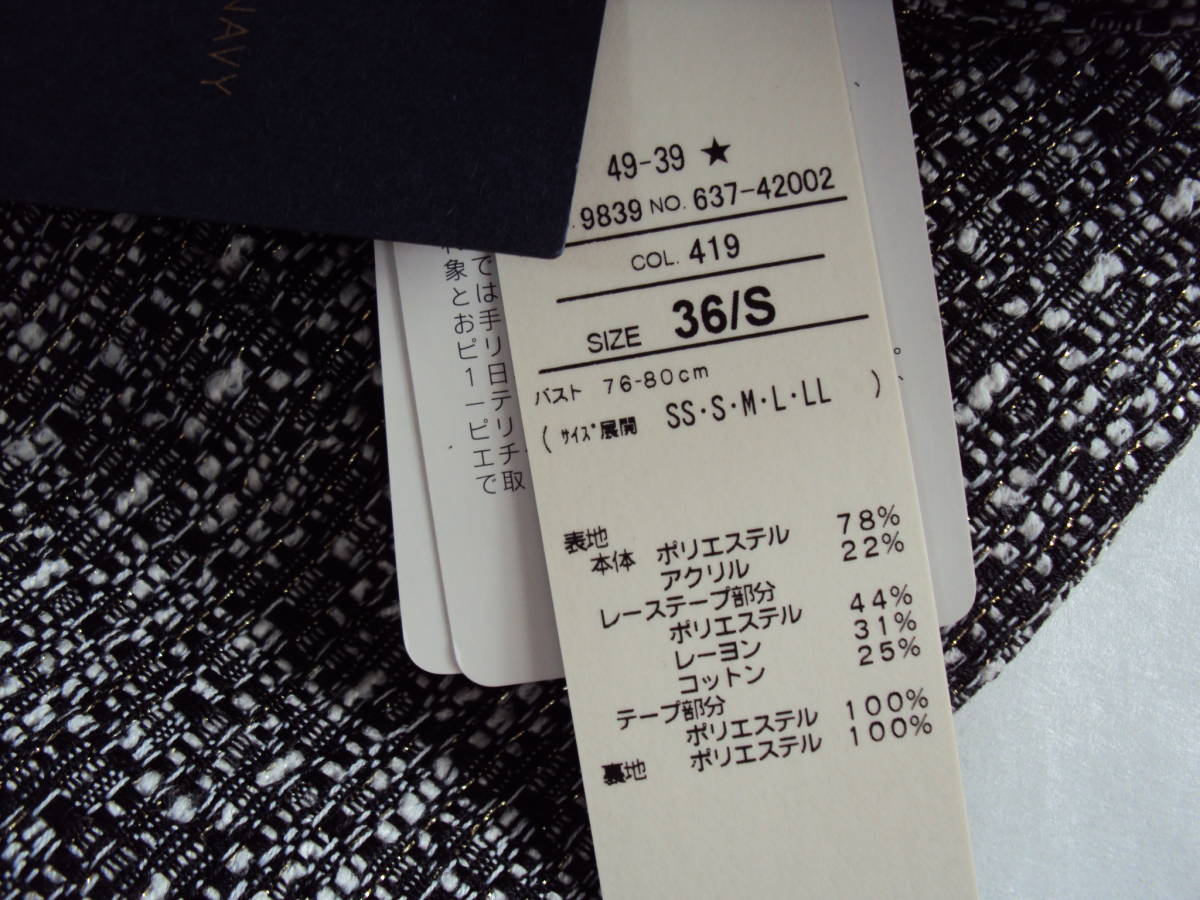 NAVY
49-39 ★
9839 NO. 637-42002
COL. 419
SIZE 36/S
バスト 76-80cm
( サイズ展開 SS・S・M・L・LL )
表地
本体 ポリエステル 78%
アクリル 22%
レーステープ部分
ポリエステル 44%
レーヨン 31%
コットン 25%
テープ部分
ポリエステル 100%
裏地 ポリエステル 100%
では手リ日テリチ取
象とおピ1ーピエで